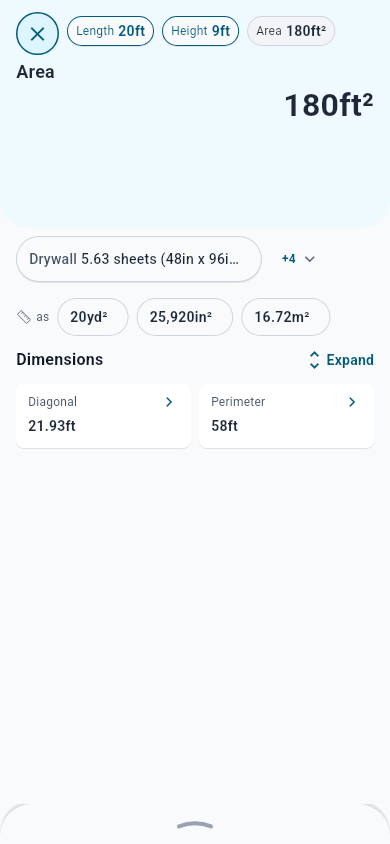 Length 20ft Height 9ft Area 180ft²
Area
180ft²
Drywall 5.63 sheets (48in x 96i… +4
as 20yd² 25,920in² 16.72m²
Dimensions Expand
Diagonal Perimeter
21.93ft 58ft